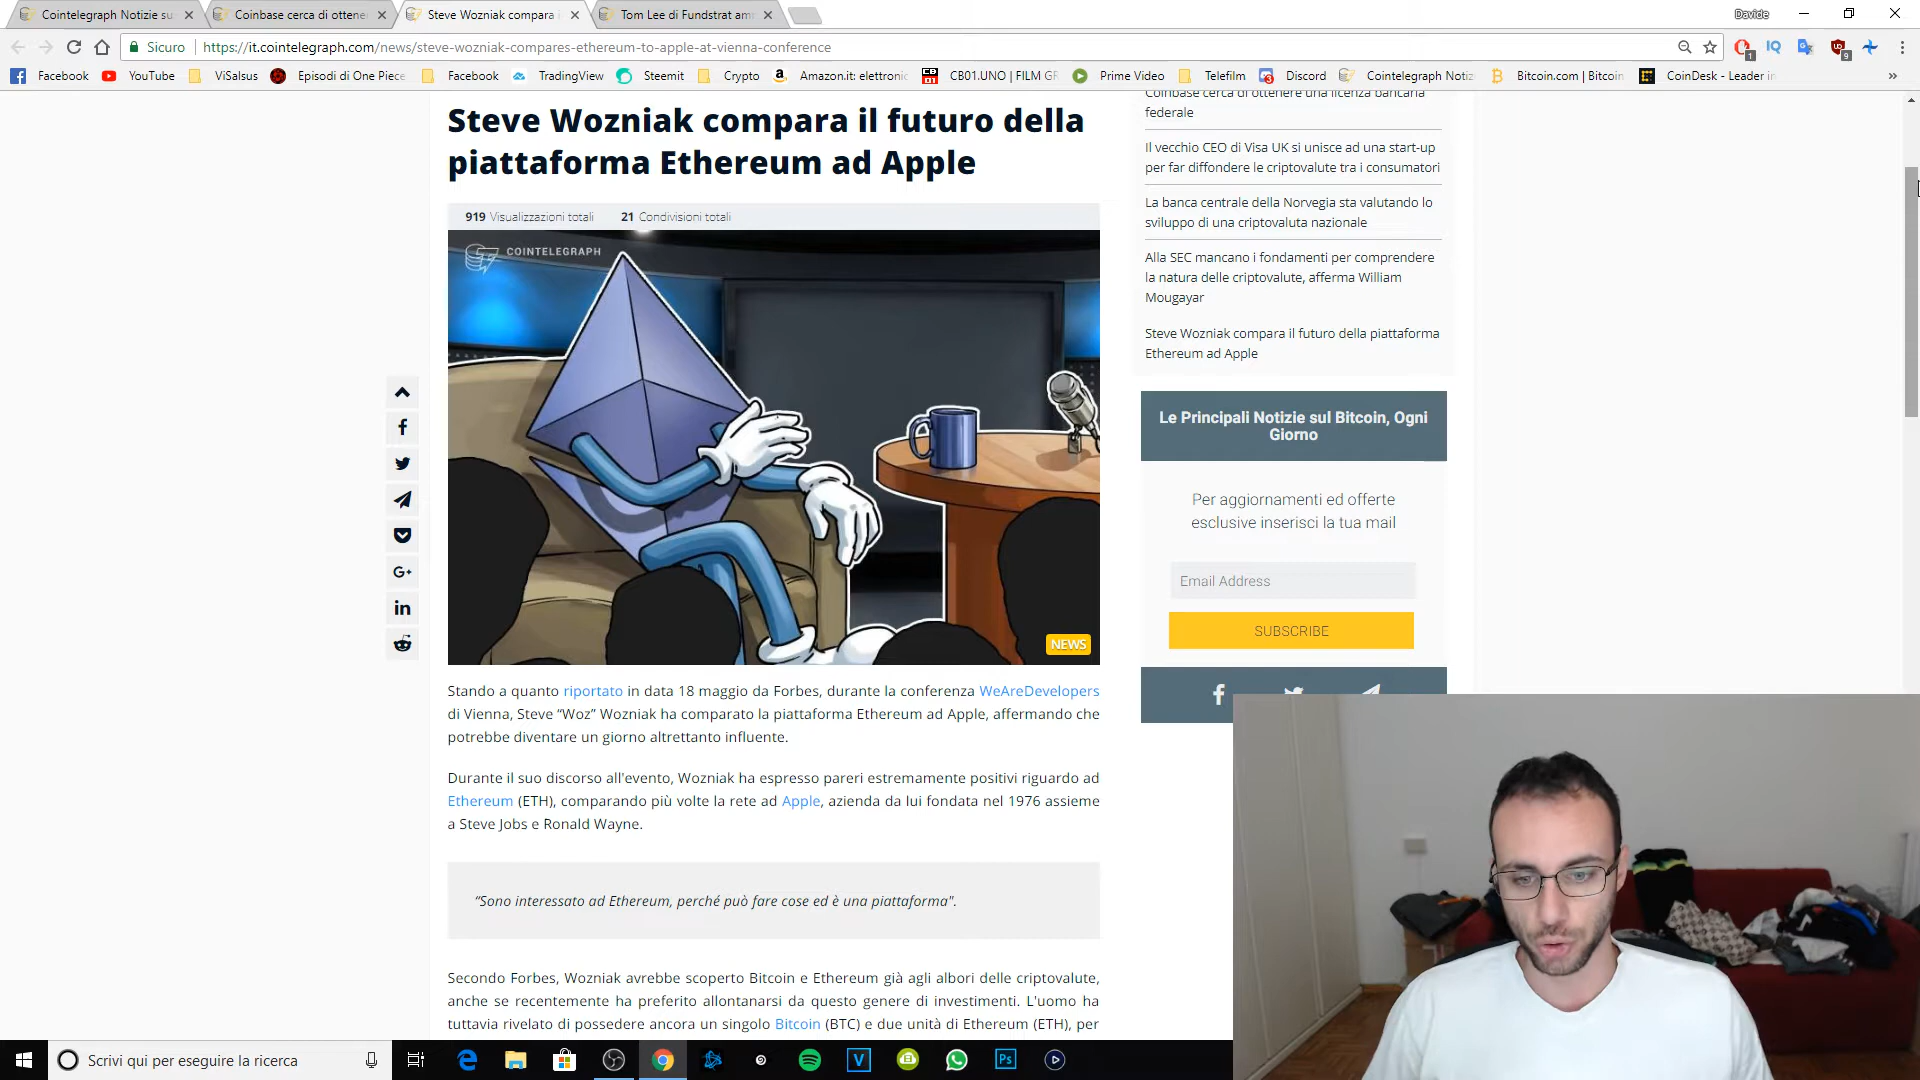 Cointelegraph Notizie su
Coinbase cerca di ottene
Steve Wozniak compara i
Tom Lee di Fundstrat am
Davide
Sicuro
https://it.cointelegraph.com/news/steve-wozniak-compares-ethereum-to-apple-at-vienna-conference
Facebook
YouTube
ViSalsus
Episodi di One Piece
Facebook
TradingView
Steemit
Crypto
Amazon.it: elettronic
CB01.UNO | FILM GR
Prime Video
Telefilm
Discord
Cointelegraph Notiz
Bitcoin.com | Bitcoin
CoinDesk - Leader in
Steve Wozniak compara il futuro della
piattaforma Ethereum ad Apple
919 Visualizzazioni totali
21 Condivisioni totali
COINTELEGRAPH
NEWS
Stando a quanto riportato in data 18 maggio da Forbes, durante la conferenza WeAreDevelopers
di Vienna, Steve “Woz” Wozniak ha comparato la piattaforma Ethereum ad Apple, affermando che
potrebbe diventare un giorno altrettanto influente.
Durante il suo discorso all'evento, Wozniak ha espresso pareri estremamente positivi riguardo ad
Ethereum (ETH), comparando più volte la rete ad Apple, azienda da lui fondata nel 1976 assieme
a Steve Jobs e Ronald Wayne.
“Sono interessato ad Ethereum, perché può fare cose ed è una piattaforma".
Secondo Forbes, Wozniak avrebbe scoperto Bitcoin e Ethereum già agli albori delle criptovalute,
anche se recentemente ha preferito allontanarsi da questo genere di investimenti. L'uomo ha
tuttavia rivelato di possedere ancora un singolo Bitcoin (BTC) e due unità di Ethereum (ETH), per
Coinbase cerca di ottenere una licenza bancaria
federale
Il vecchio CEO di Visa UK si unisce ad una start-up
per far diffondere le criptovalute tra i consumatori
La banca centrale della Norvegia sta valutando lo
sviluppo di una criptovaluta nazionale
Alla SEC mancano i fondamenti per comprendere
la natura delle criptovalute, afferma William
Mougayar
Steve Wozniak compara il futuro della piattaforma
Ethereum ad Apple
Le Principali Notizie sul Bitcoin, Ogni
Giorno
Per aggiornamenti ed offerte
esclusive inserisci la tua mail
Email Address
SUBSCRIBE
Scrivi qui per eseguire la ricerca